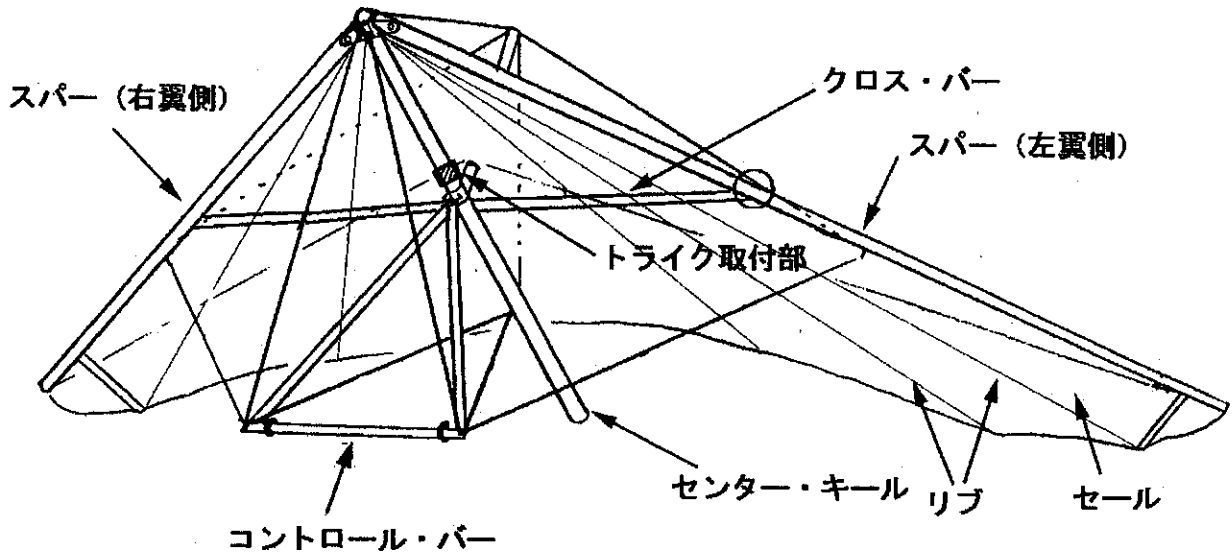 スパー（右翼側）
クロス・バー
スパー（左翼側）
トライク取付部
センター・キール
リブ
セール
コントロール・バー